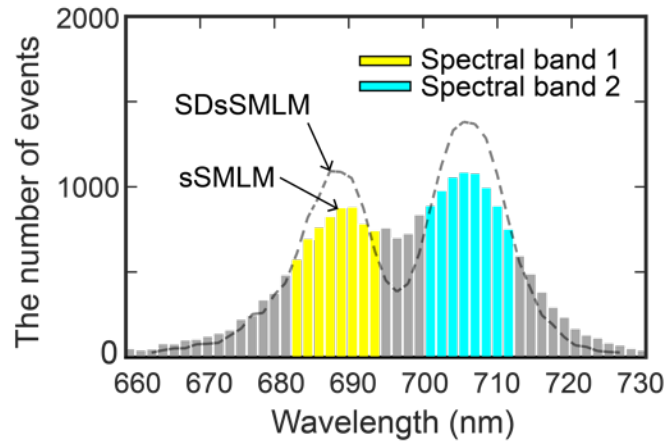 2000
Spectral band 1
Spectral band 2
SDsSMLM
sSMLM
1000
0
The number of events
660 670 680 690 700 710 720 730
Wavelength (nm)